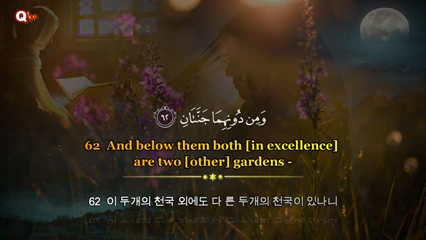 Q
وَمِن دُونِهِمَا جَنَّتَانِ ۝٦٢
62 And below them both [in excellence]
are two [other] gardens -
62 이 두개의 천국 외에도 다 른 두개의 천국이 있나니